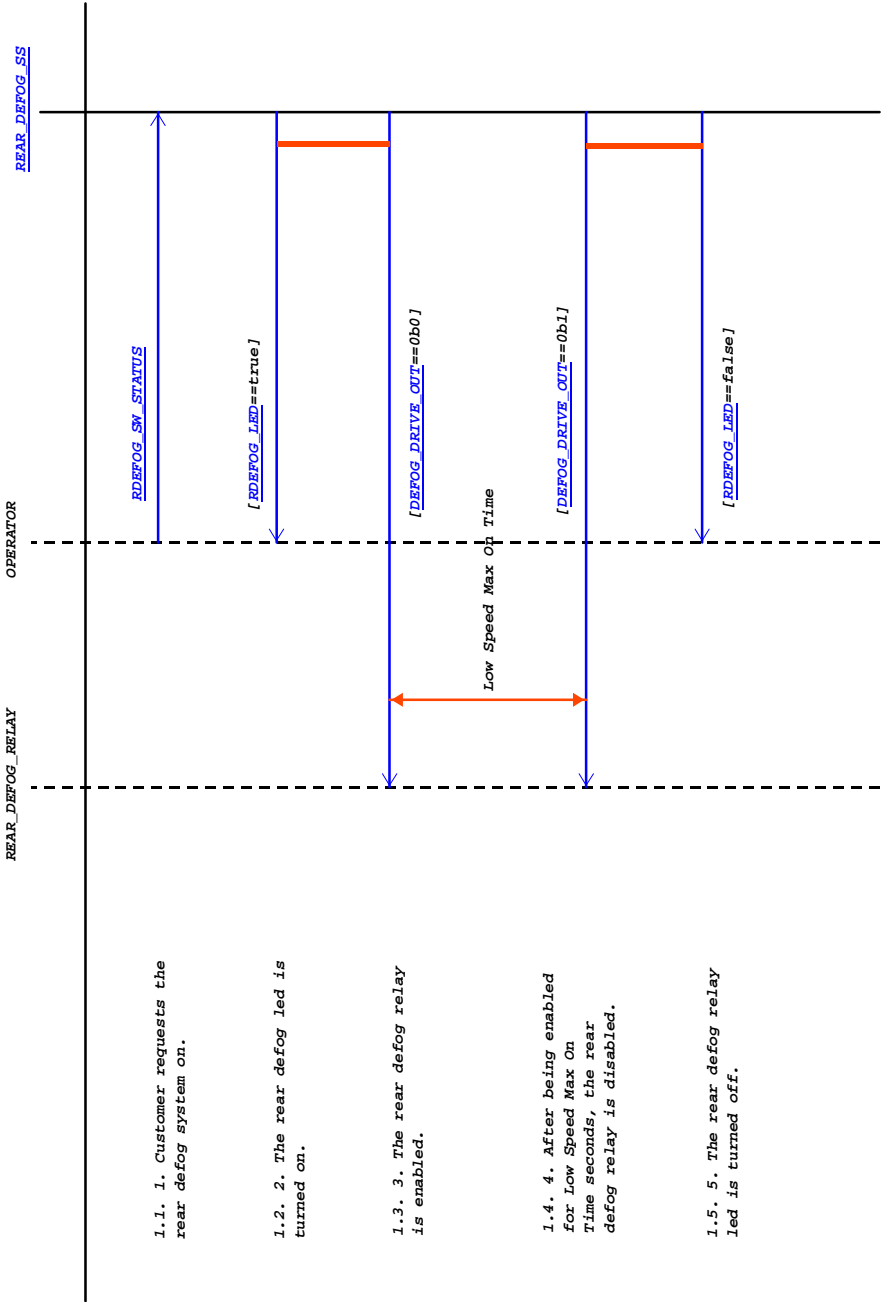 REAR_DEFOG_RELAY
OPERATOR
REAR_DEFOG_SS
1.1. 1. Customer requests the
rear defog system on.
RDEFOG_SW_STATUS
1.2. 2. The rear defog led is
turned on.
[RDEFOG_LED==true]
1.3. 3. The rear defog relay
is enabled.
[DEFOG_DRIVE_OUT==0b0]
Low Speed Max On Time
1.4. 4. After being enabled
for Low Speed Max On
Time seconds, the rear
defog relay is disabled.
[DEFOG_DRIVE_OUT==0b1]
1.5. 5. The rear defog relay
led is turned off.
[RDEFOG_LED==false]